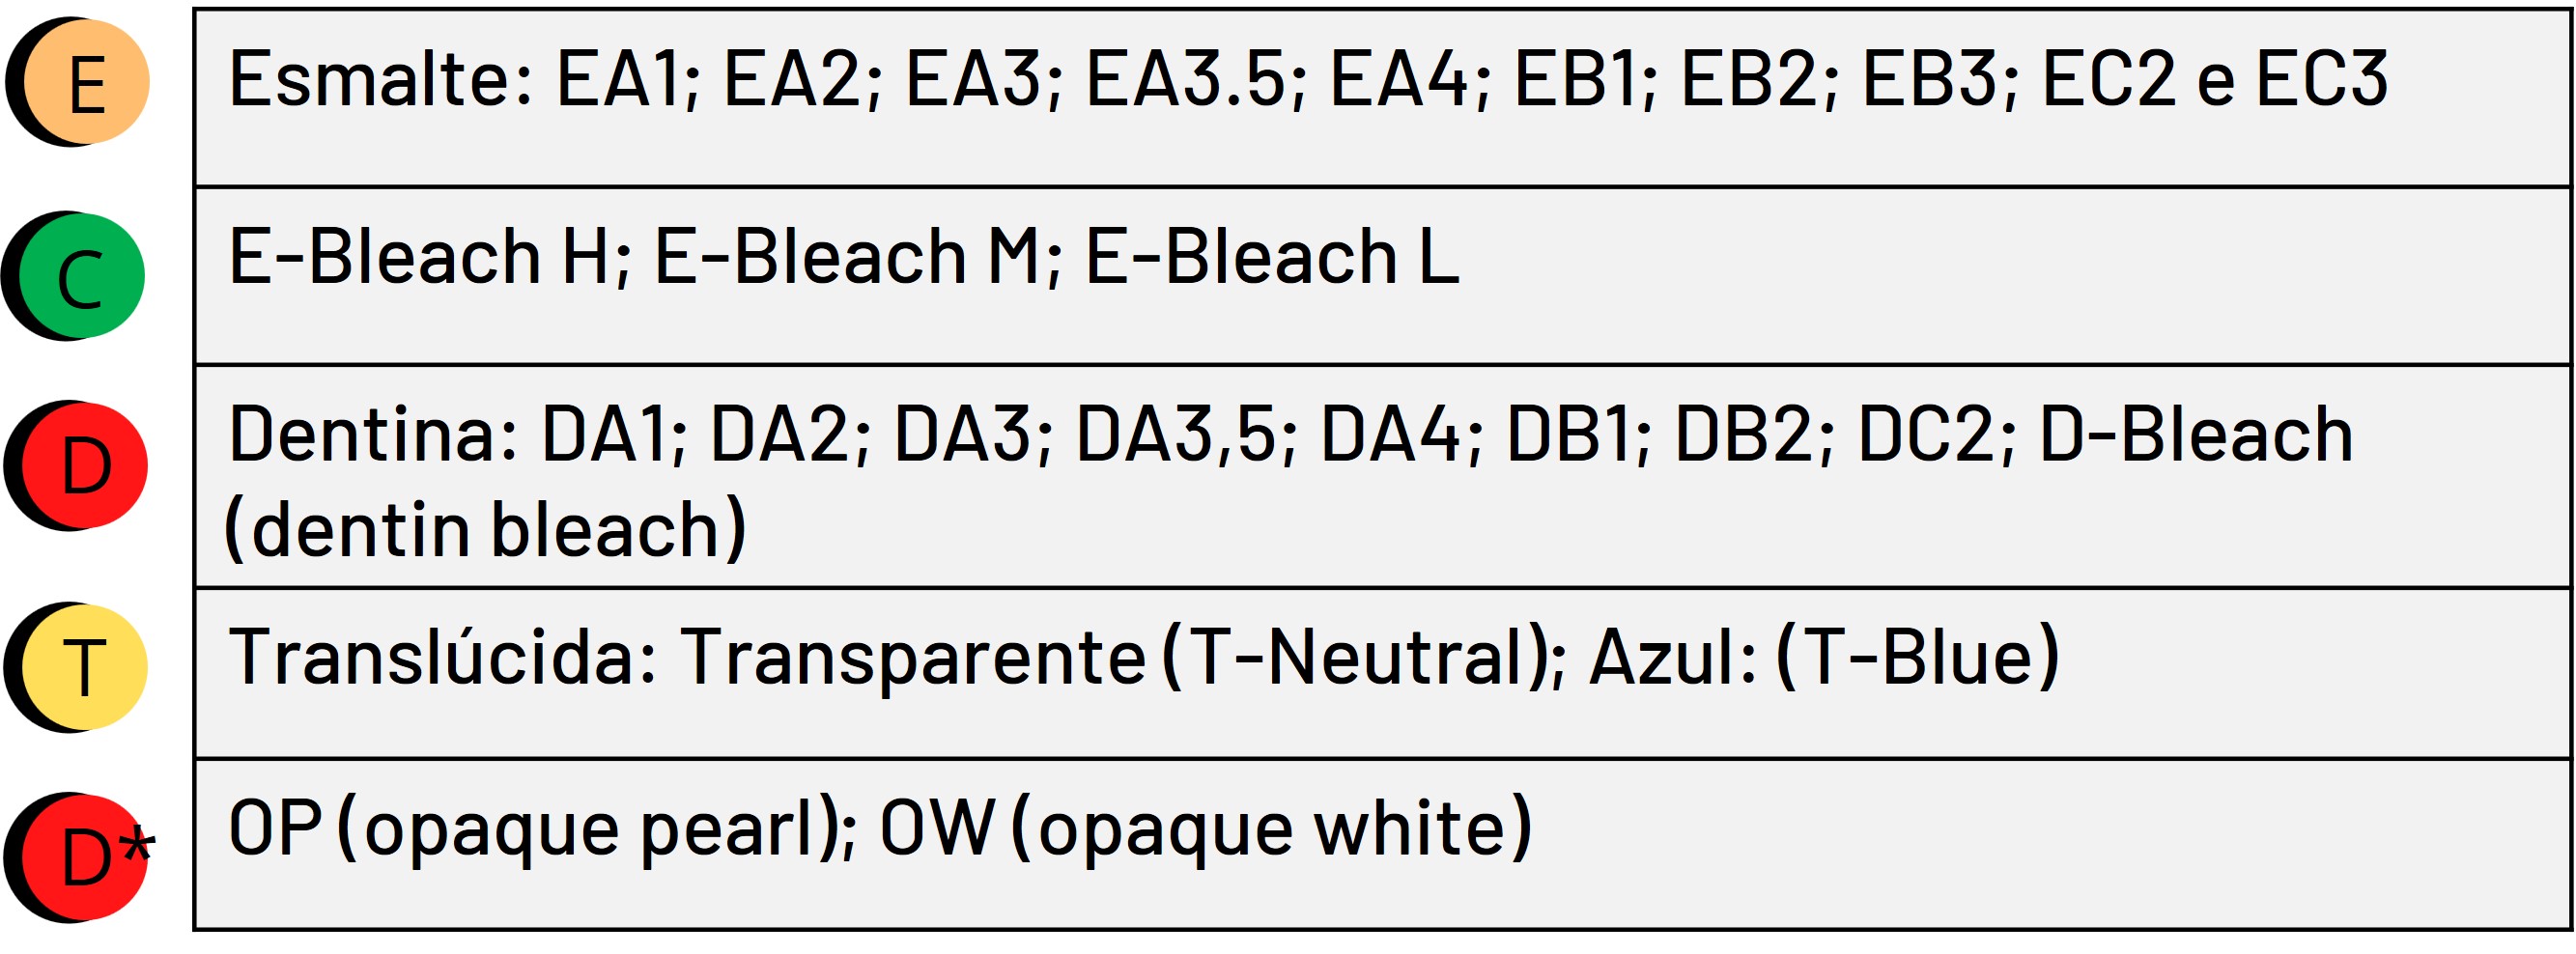 E
Esmalte: EA1; EA2; EA3; EA3.5; EA4; EB1; EB2; EB3; EC2 e EC3
C
E-Bleach H; E-Bleach M; E-Bleach L
D
Dentina: DA1; DA2; DA3; DA3,5; DA4; DB1; DB2; DC2; D-Bleach
(dentin bleach)
T
Translúcida: Transparente (T-Neutral); Azul: (T-Blue)
D*
OP (opaque pearl); OW (opaque white)